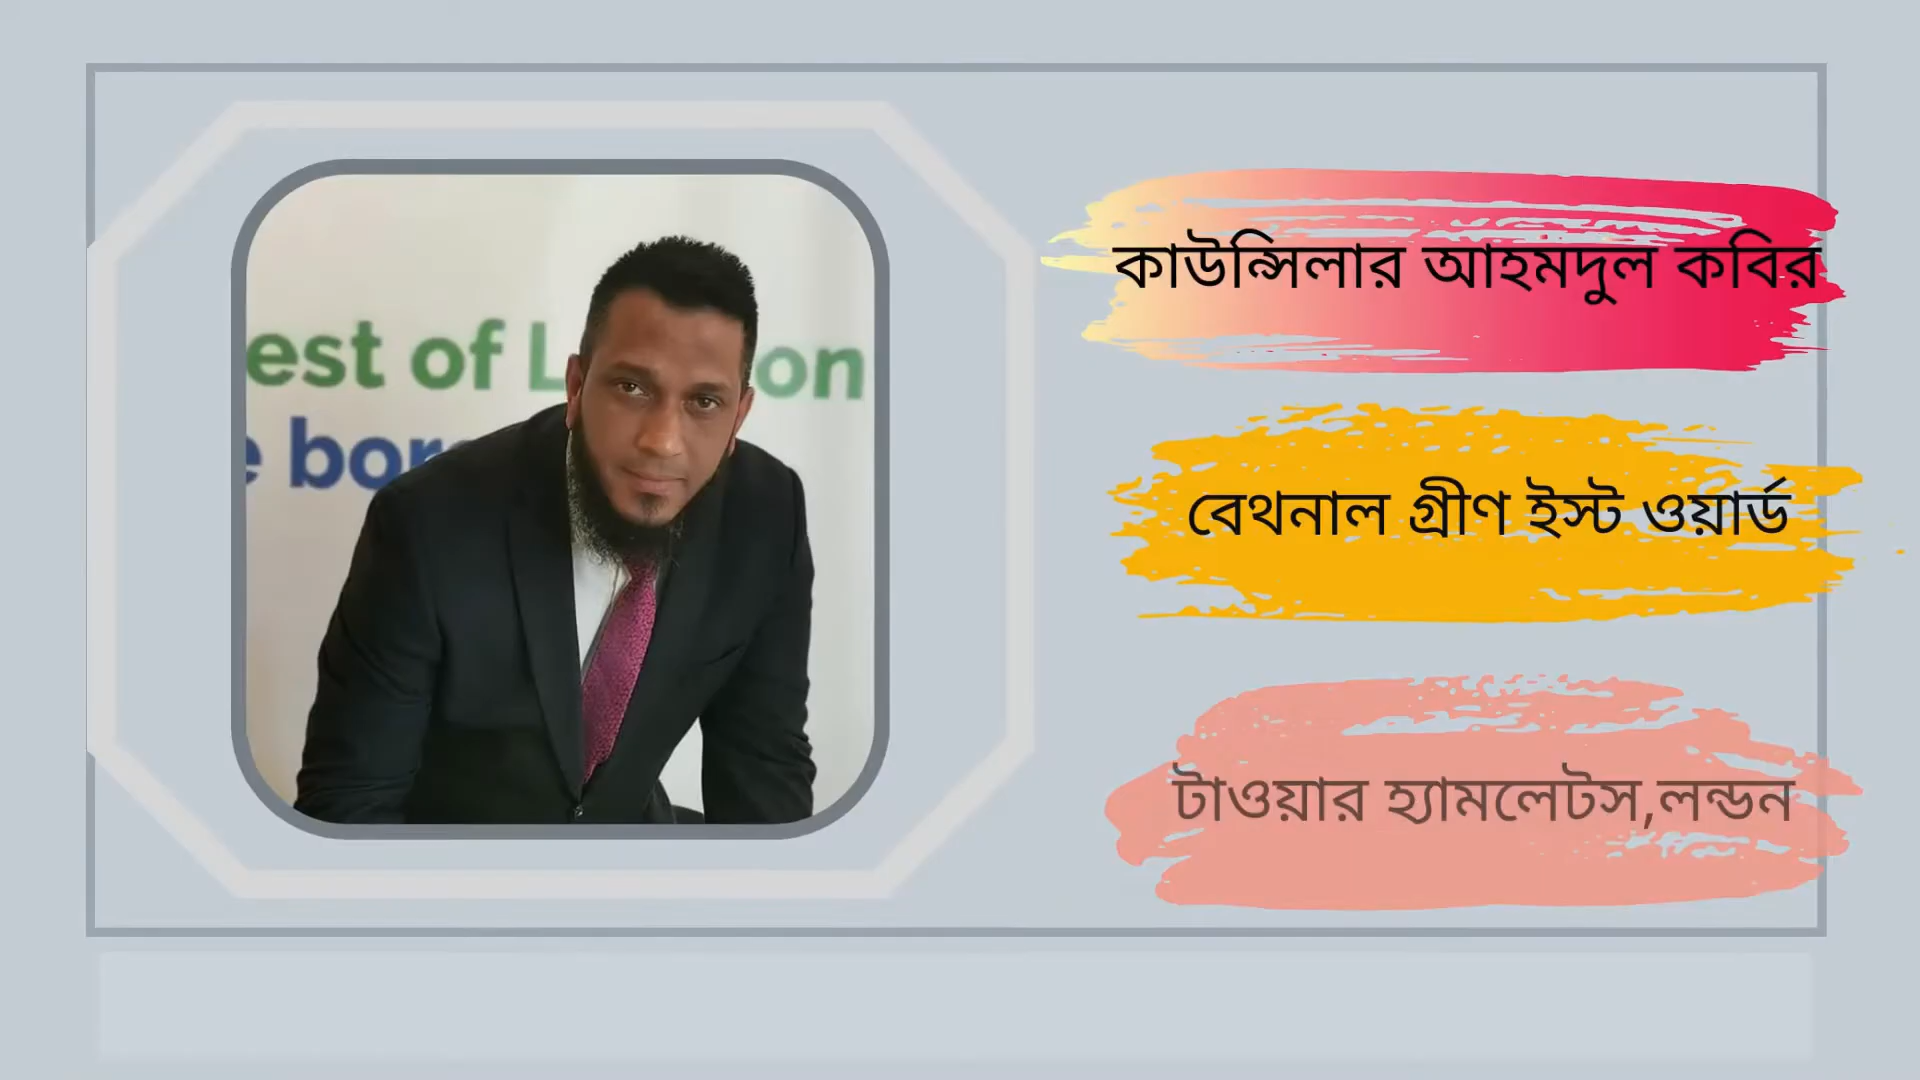 est of L on
e bor
কাউন্সিলার আহমদুল কবির
বেথনাল গ্রীণ ইস্ট ওয়ার্ড
টাওয়ার হ্যামলেটস,লন্ডন